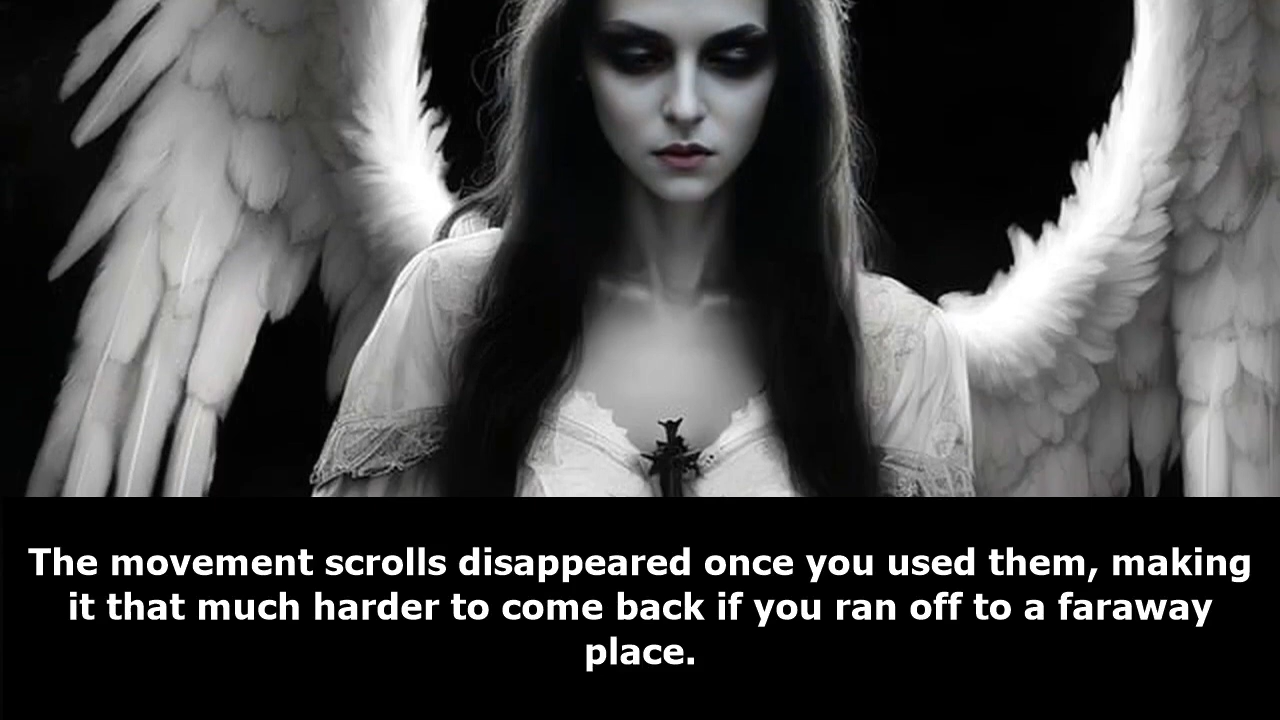 The movement scrolls disappeared once you used them, making
it that much harder to come back if you ran off to a faraway
place.